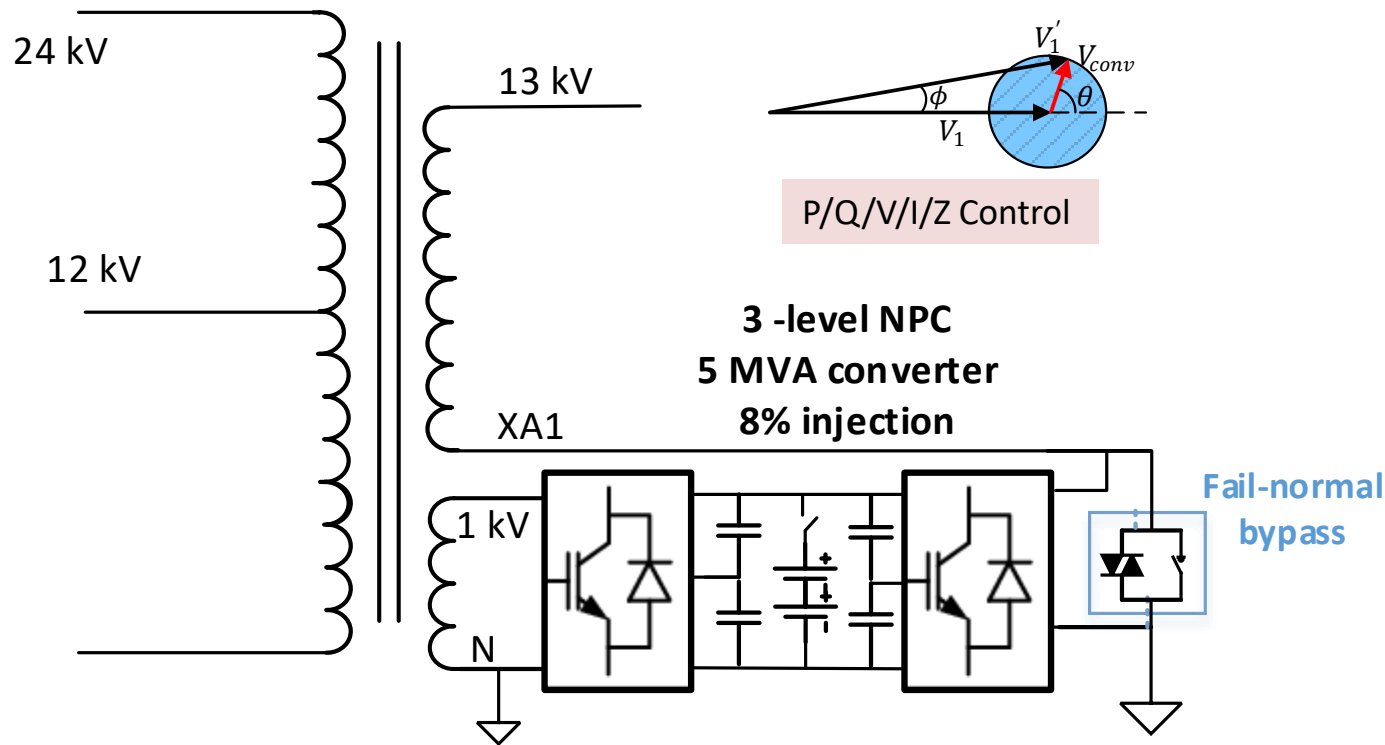 24 kV
13 kV
12 kV
V₁′
V_conv
ϕ
θ
V₁
P/Q/V/I/Z Control
3 -level NPC
5 MVA converter
8% injection
XA1
1 kV
N
+
+
Fail-normal
bypass